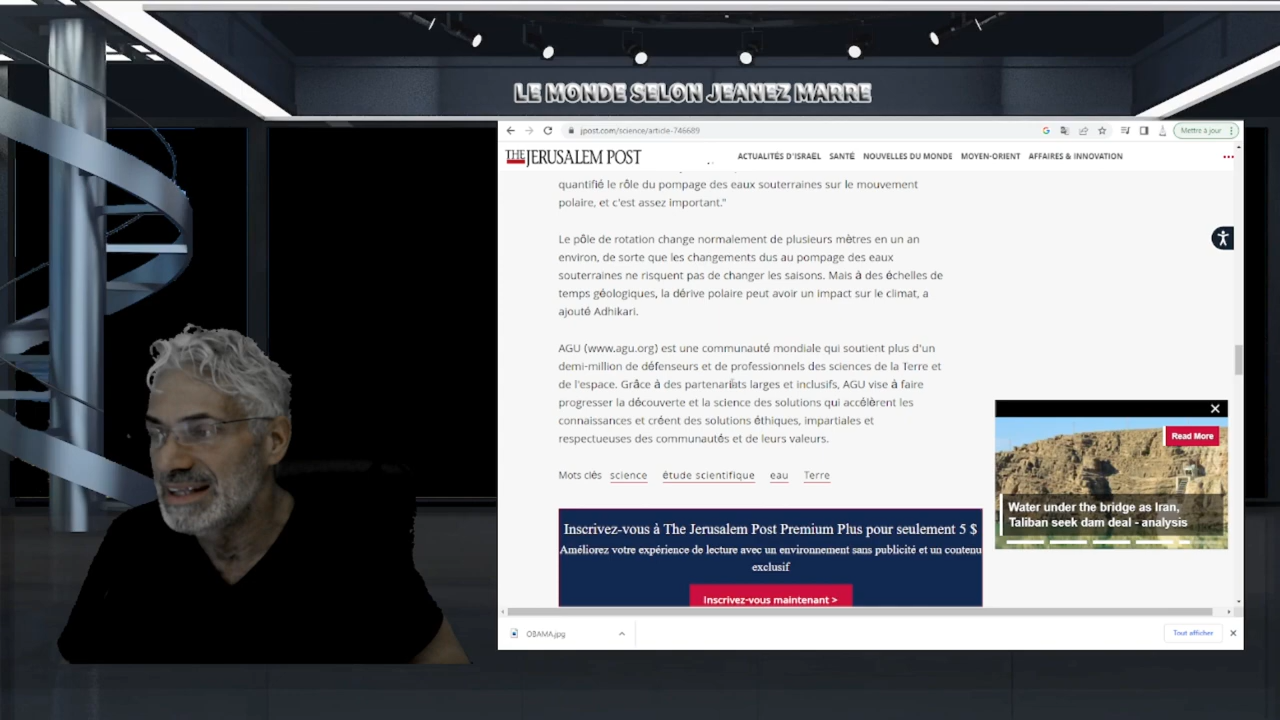 LE MONDE SELON JEANEZ MARRE
jpost.com/science/article-746689
Mettre à jour
THE JERUSALEM POST
ACTUALITÉS D'ISRAËL SANTÉ NOUVELLES DU MONDE MOYEN-ORIENT AFFAIRES & INNOVATION
quantifié le rôle du pompage des eaux souterraines sur le mouvement
polaire, et c'est assez important."
Le pôle de rotation change normalement de plusieurs mètres en un an
environ, de sorte que les changements dus au pompage des eaux
souterraines ne risquent pas de changer les saisons. Mais à des échelles de
temps géologiques, la dérive polaire peut avoir un impact sur le climat, a
ajouté Adhikari.
AGU (www.agu.org) est une communauté mondiale qui soutient plus d'un
demi-million de défenseurs et de professionnels des sciences de la Terre et
de l'espace. Grâce à des partenariats larges et inclusifs, AGU vise à faire
progresser la découverte et la science des solutions qui accélèrent les
connaissances et créent des solutions éthiques, impartiales et
respectueuses des communautés et de leurs valeurs.
Mots clés science étude scientifique eau Terre
Inscrivez-vous à The Jerusalem Post Premium Plus pour seulement 5 $
Améliorez votre expérience de lecture avec un environnement sans publicité et un contenu
exclusif
Inscrivez-vous maintenant >
Read More
Water under the bridge as Iran,
Taliban seek dam deal - analysis
OBAMA.jpg
Tout afficher